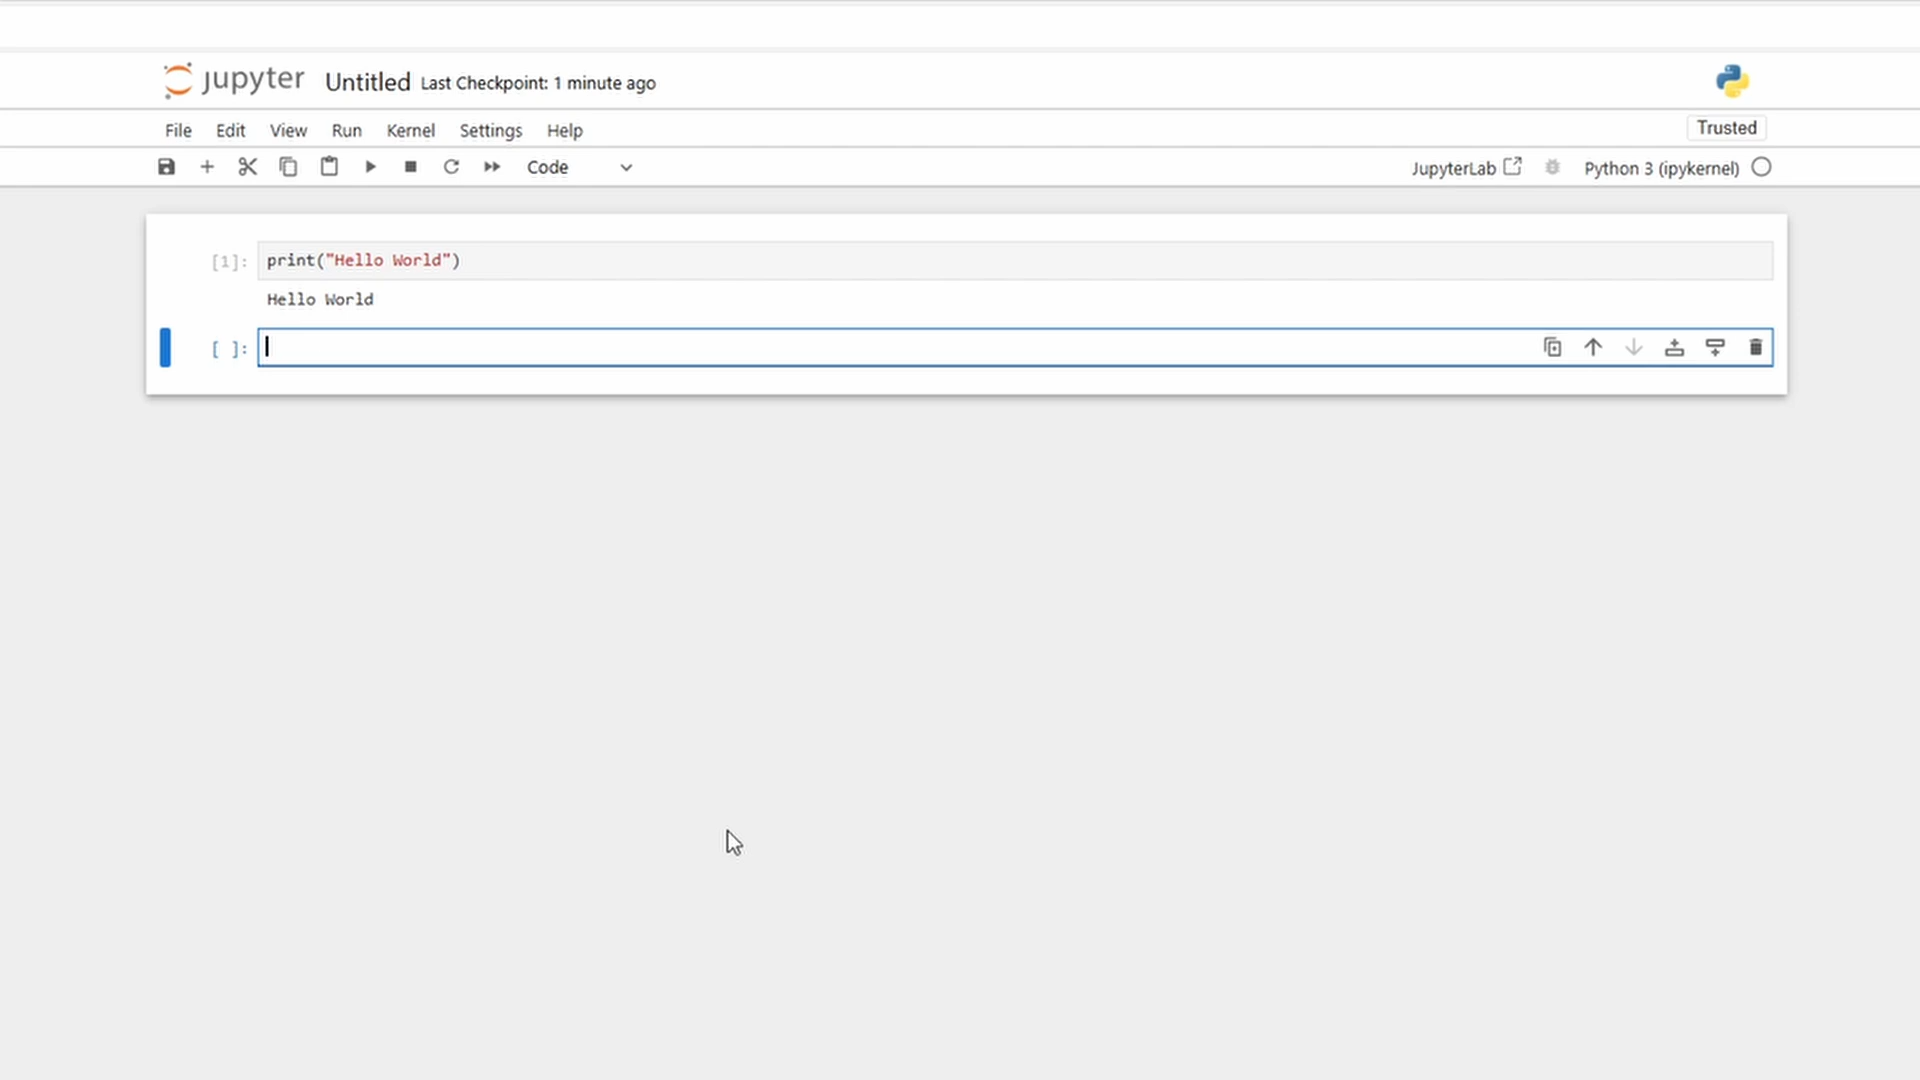 jupyter Untitled Last Checkpoint: 1 minute ago
File Edit View Run Kernel Settings Help Trusted
Code JupyterLab Python 3 (ipykernel)
[1]: print("Hello World")
Hello World
[ ]: